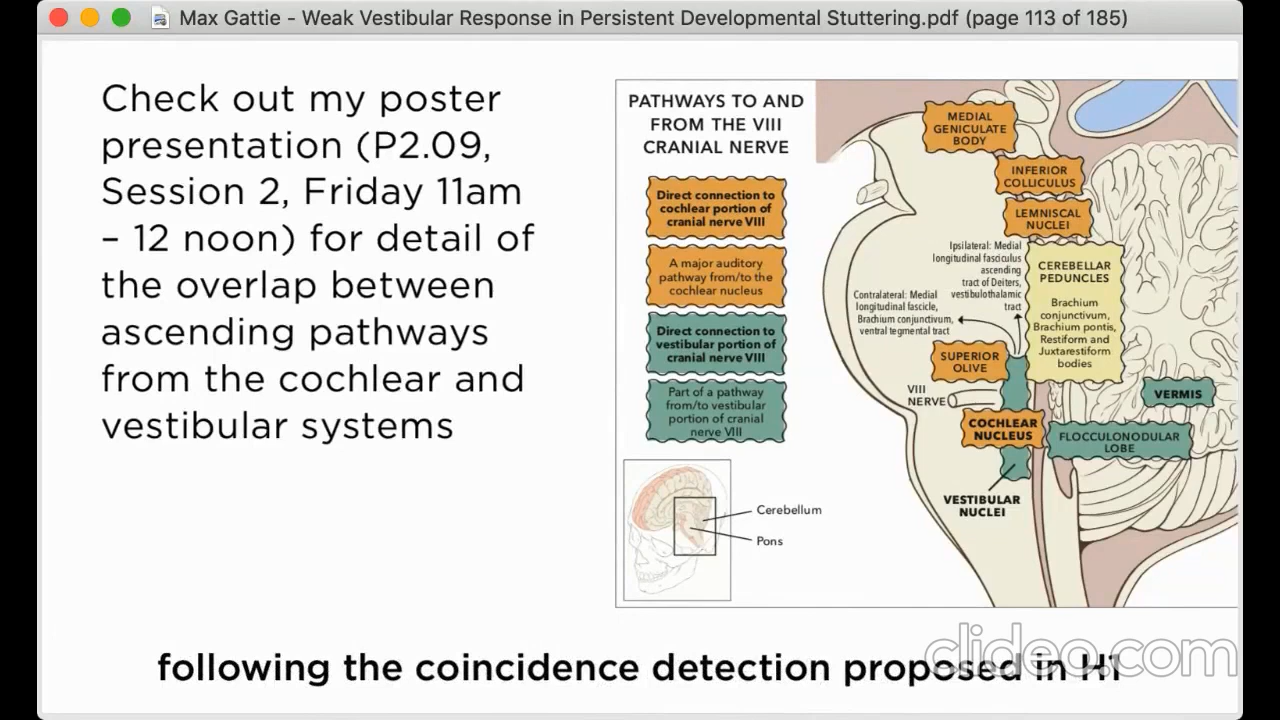 Max Gattie - Weak Vestibular Response in Persistent Developmental Stuttering.pdf (page 113 of 185)
Check out my poster
presentation (P2.09,
Session 2, Friday 11am
– 12 noon) for detail of
the overlap between
ascending pathways
from the cochlear and
vestibular systems
PATHWAYS TO AND
FROM THE VIII
CRANIAL NERVE
Direct connection to
cochlear portion of
cranial nerve VIII
A major auditory
pathway from/to the
cochlear nucleus
Direct connection to
vestibular portion of
cranial nerve VIII
Part of a pathway
from/to vestibular
portion of cranial
nerve VIII
Cerebellum
Pons
MEDIAL
GENICULATE
BODY
INFERIOR
COLLICULUS
LEMNISCAL
NUCLEI
Ipsilateral: Medial
longitudinal fasciculus
ascending
tract of Deiters,
vestibulothalamic
tract
Contralateral: Medial
longitudinal fascicle,
Brachium conjunctivum,
ventral tegmental tract
CEREBELLAR
PEDUNCLES
Brachium
conjunctivum,
Brachium pontis,
Restiform and
Juxtarestiform
bodies
SUPERIOR
OLIVE
VIII
NERVE
COCHLEAR
NUCLEUS
VERMIS
FLOCCULONODULAR
LOBE
VESTIBULAR
NUCLEI
following the coincidence detection proposed in H1
clideo.com